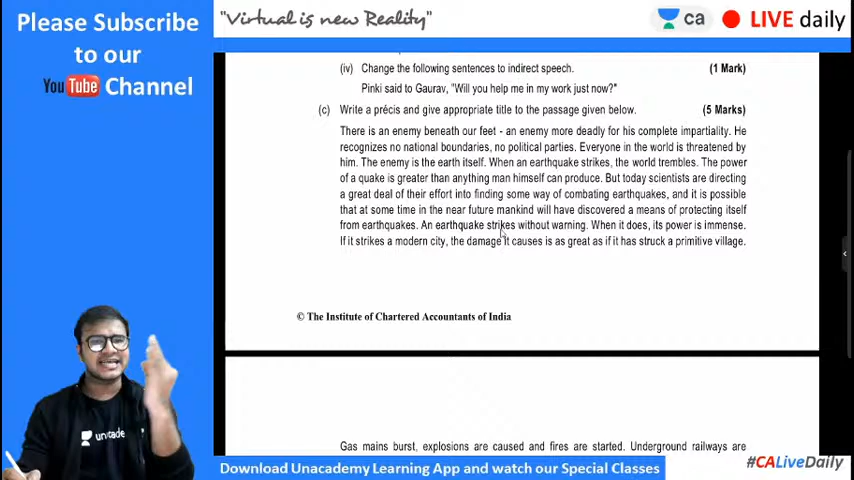 Please Subscribe
to our
YouTube Channel
"Virtual is new Reality"
ca LIVE daily
(iv) Change the following sentences to indirect speech. (1 Mark)
Pinki said to Gaurav, "Will you help me in my work just now?"
(c) Write a précis and give appropriate title to the passage given below. (5 Marks)
There is an enemy beneath our feet - an enemy more deadly for his complete impartiality. He
recognizes no national boundaries, no political parties. Everyone in the world is threatened by
him. The enemy is the earth itself. When an earthquake strikes, the world trembles. The power
of a quake is greater than anything man himself can produce. But today scientists are directing
a great deal of their effort into finding some way of combating earthquakes, and it is possible
that at some time in the near future mankind will have discovered a means of protecting itself
from earthquakes. An earthquake strikes without warning. When it does, its power is immense.
If it strikes a modern city, the damage it causes is as great as if it has struck a primitive village.
© The Institute of Chartered Accountants of India
Gas mains burst, explosions are caused and fires are started. Underground railways are
unacade
Download Unacademy Learning App and watch our Special Classes
#CALiveDaily